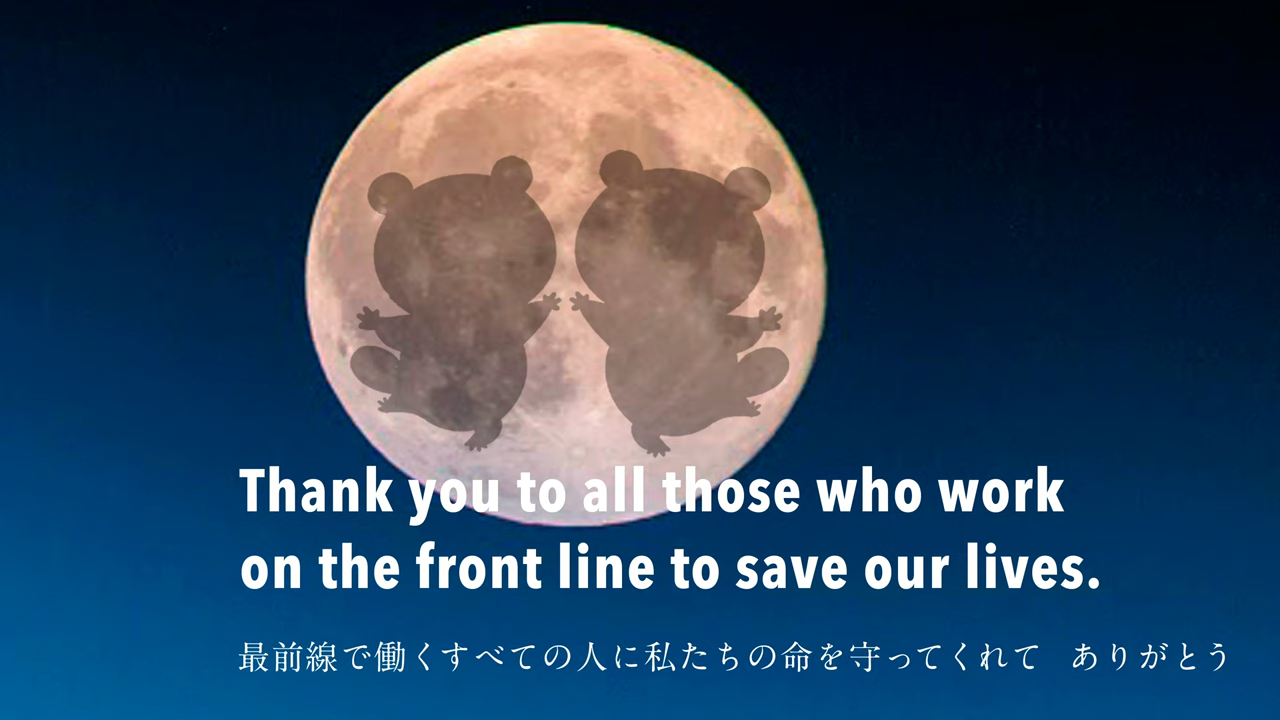 Thank you to all those who work
on the front line to save our lives.
最前線で働くすべての人に私たちの命を守ってくれて　ありがとう